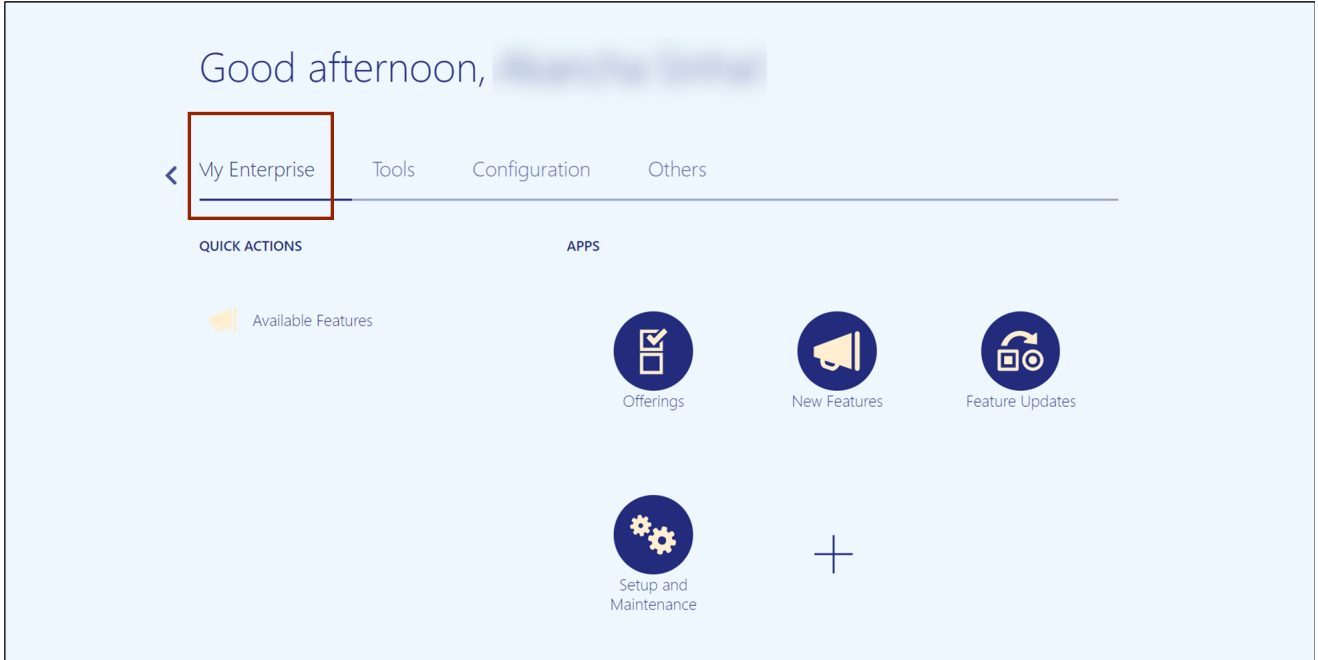 Good afternoon,
My Enterprise Tools Configuration Others
QUICK ACTIONS APPS
Available Features
Offerings New Features Feature Updates
Setup and
Maintenance